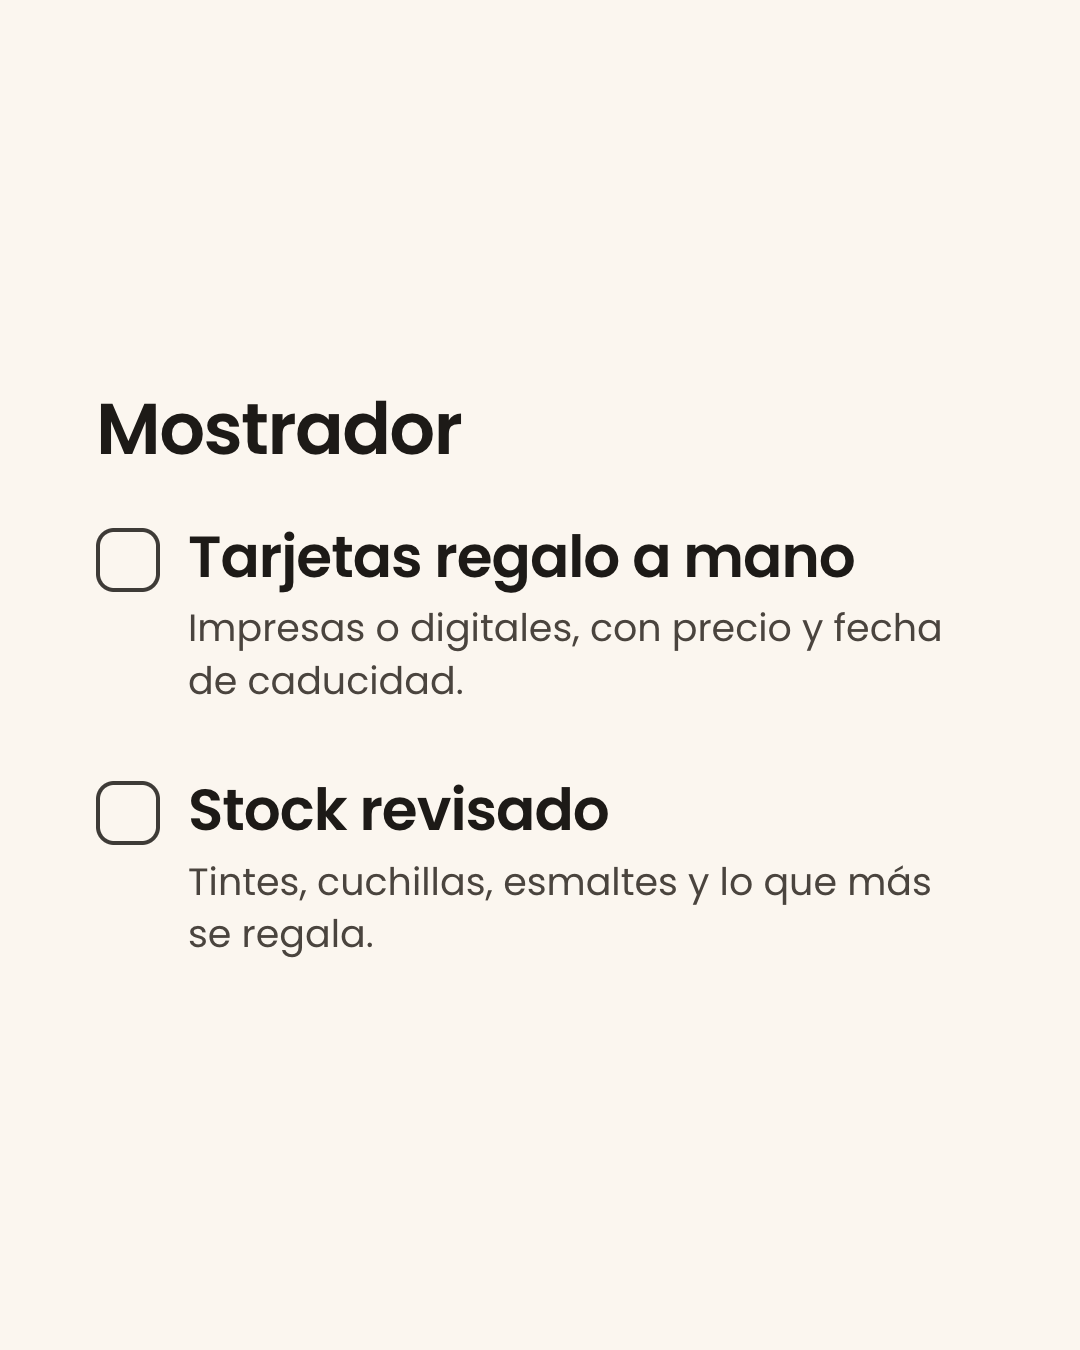 Mostrador
Tarjetas regalo a mano
Impresas o digitales, con precio y fecha
de caducidad.
Stock revisado
Tintes, cuchillas, esmaltes y lo que más
se regala.